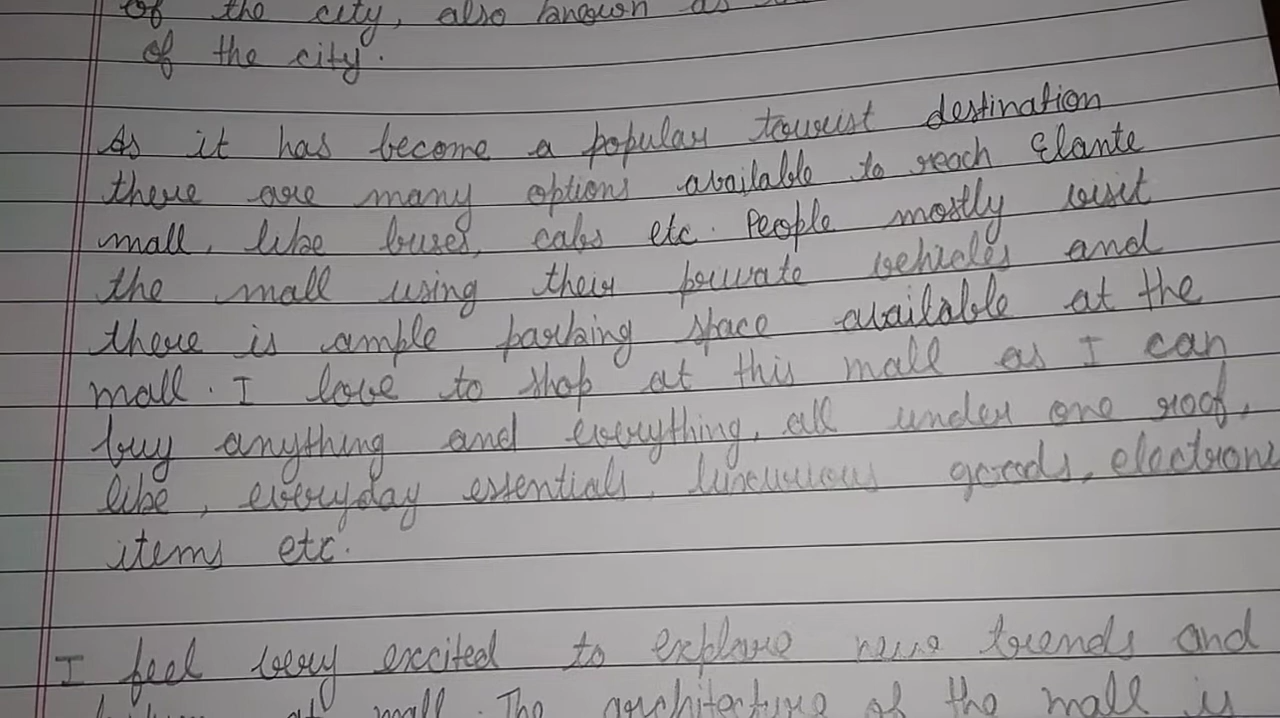 of the city, also known as
of the city.
As it has become a popular tourist destination
there are many options available to reach Elante
mall, like buses, cabs etc. People mostly visit
the mall using their private vehicles and
there is ample parking space available at the
mall. I love to shop at this mall as I can
buy anything and everything, all under one roof,
like, everyday essentials, luxurious goods, electronic
items etc.
I feel very excited to explore new trends and
at mall. The architecture of the mall is